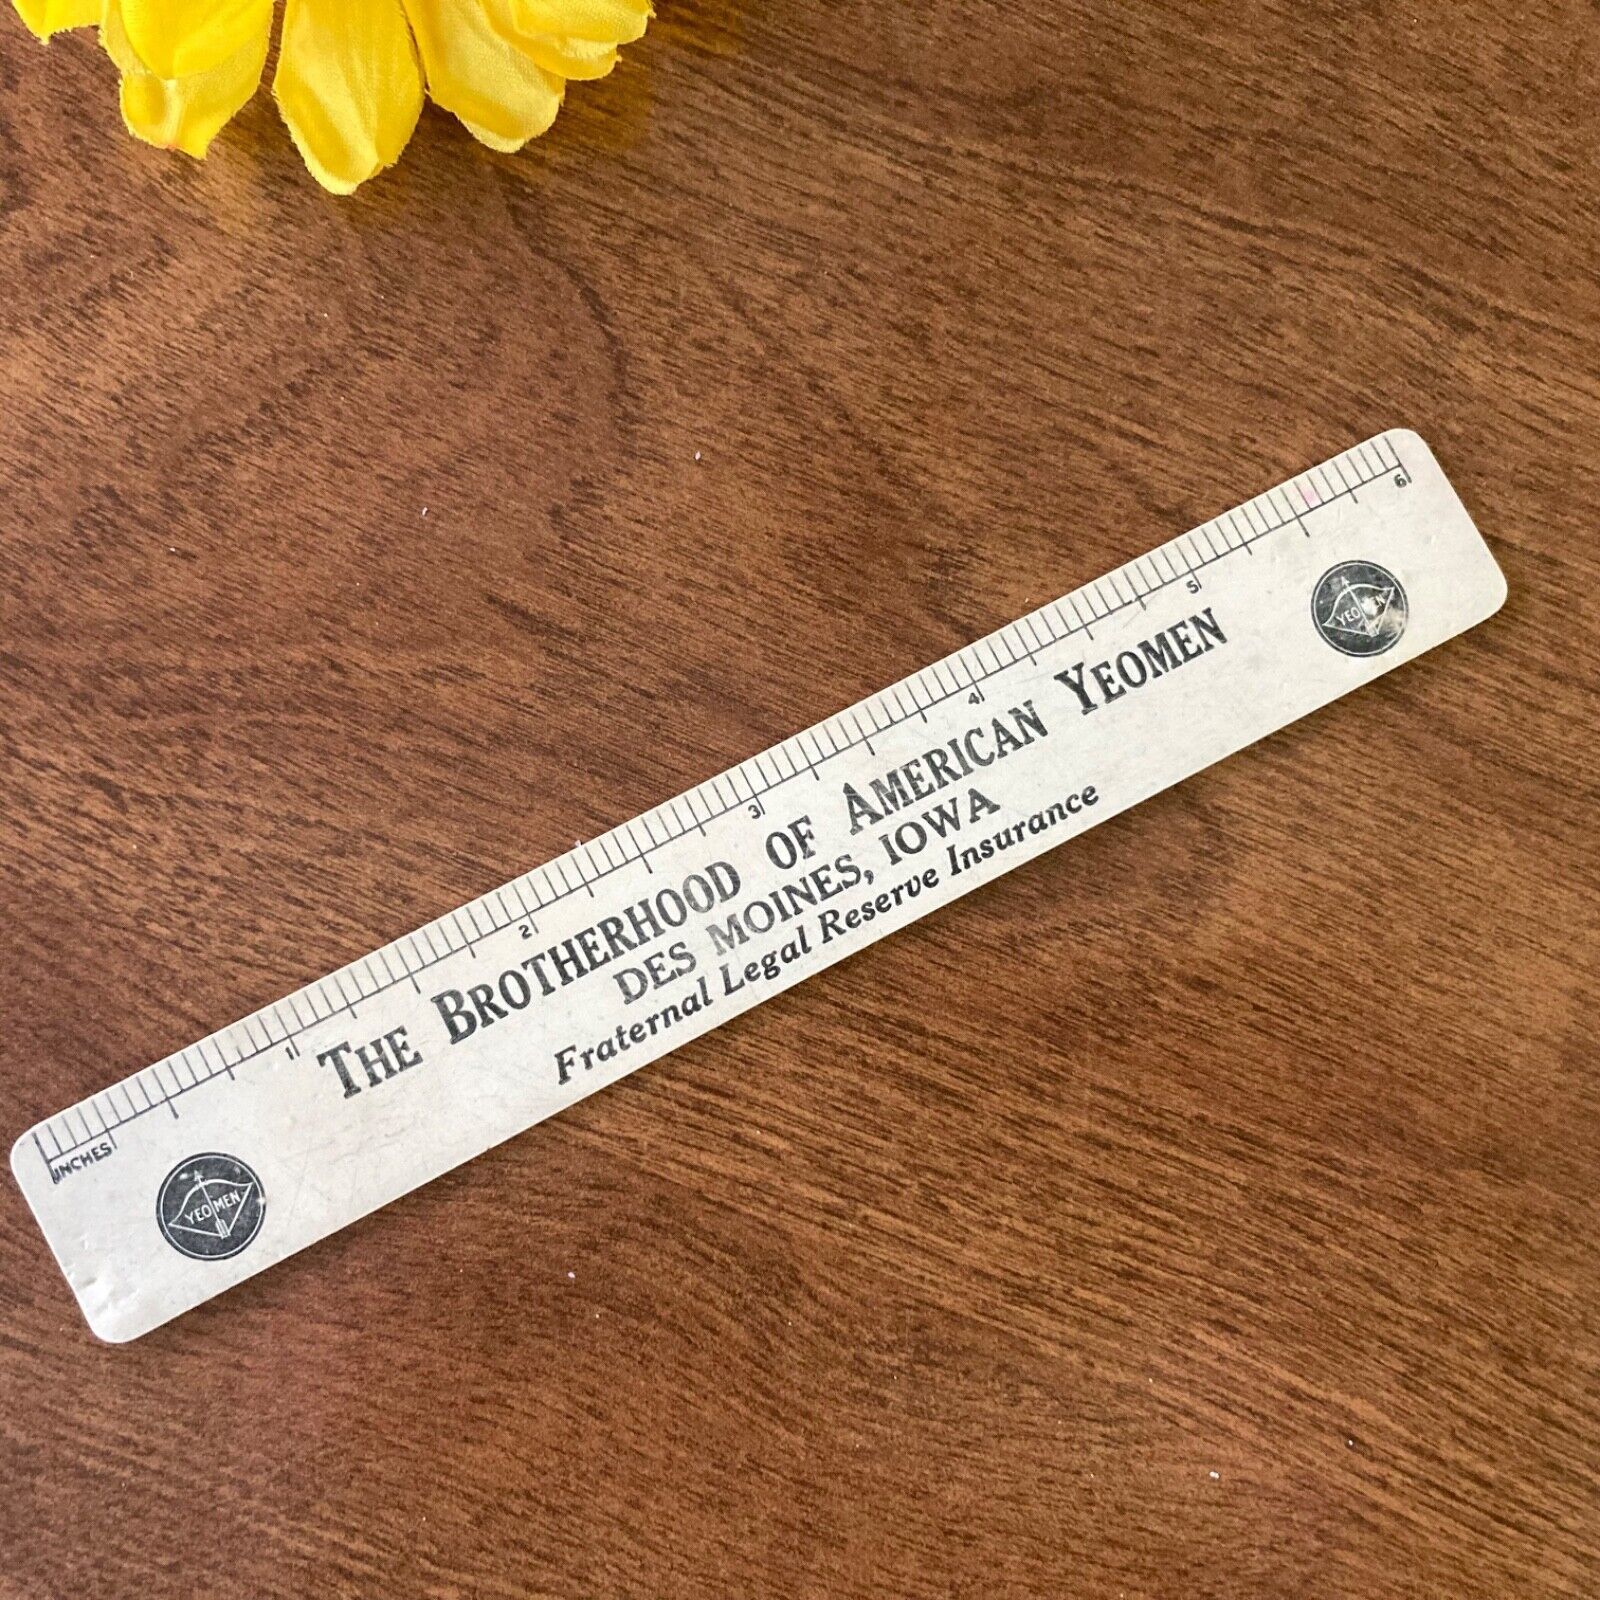 INCHES 1 2 3 4 5 6
THE BROTHERHOOD OF AMERICAN YEOMEN
DES MOINES, IOWA
Fraternal Legal Reserve Insurance
YEOMEN
YEOMEN